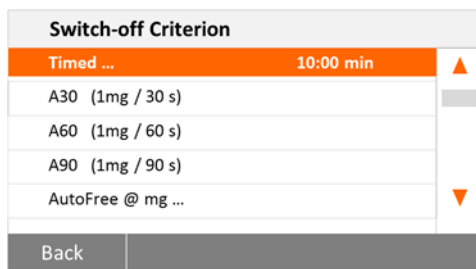 Switch-off Criterion
Timed ... 10:00 min
A30 (1mg / 30 s)
A60 (1mg / 60 s)
A90 (1mg / 90 s)
AutoFree @ mg ...
Back